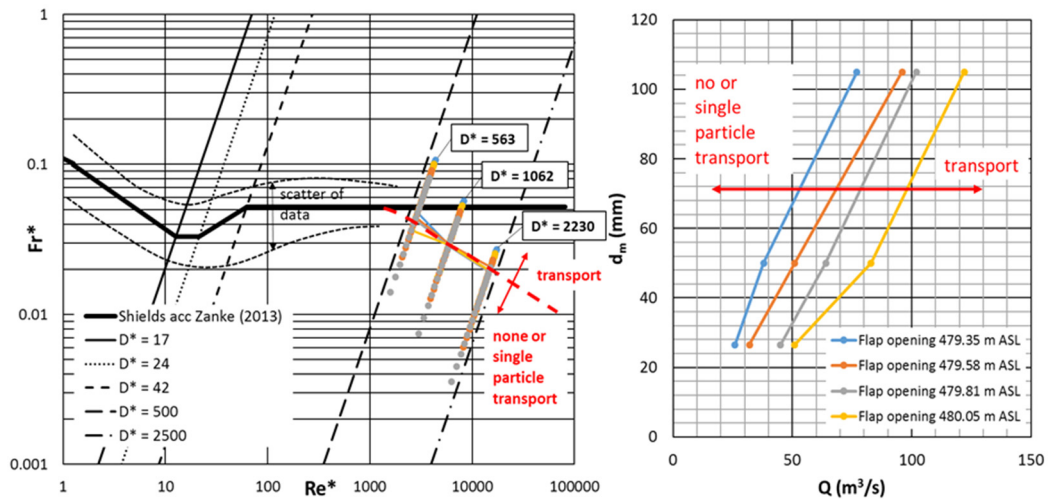 1
0.1
0.01
0.001
Fr*
1
10
100
1000
10000
100000
Re*
D* = 563
D* = 1062
D* = 2230
scatter of
data
transport
none or
single
particle
transport
Shields acc Zanke (2013)
D* = 17
D* = 24
D* = 42
D* = 500
D* = 2500
120
100
80
60
40
20
0
dm (mm)
0
50
100
150
Q (m³/s)
no or
single
particle
transport
transport
Flap opening 479.35 m ASL
Flap opening 479.58 m ASL
Flap opening 479.81 m ASL
Flap opening 480.05 m ASL